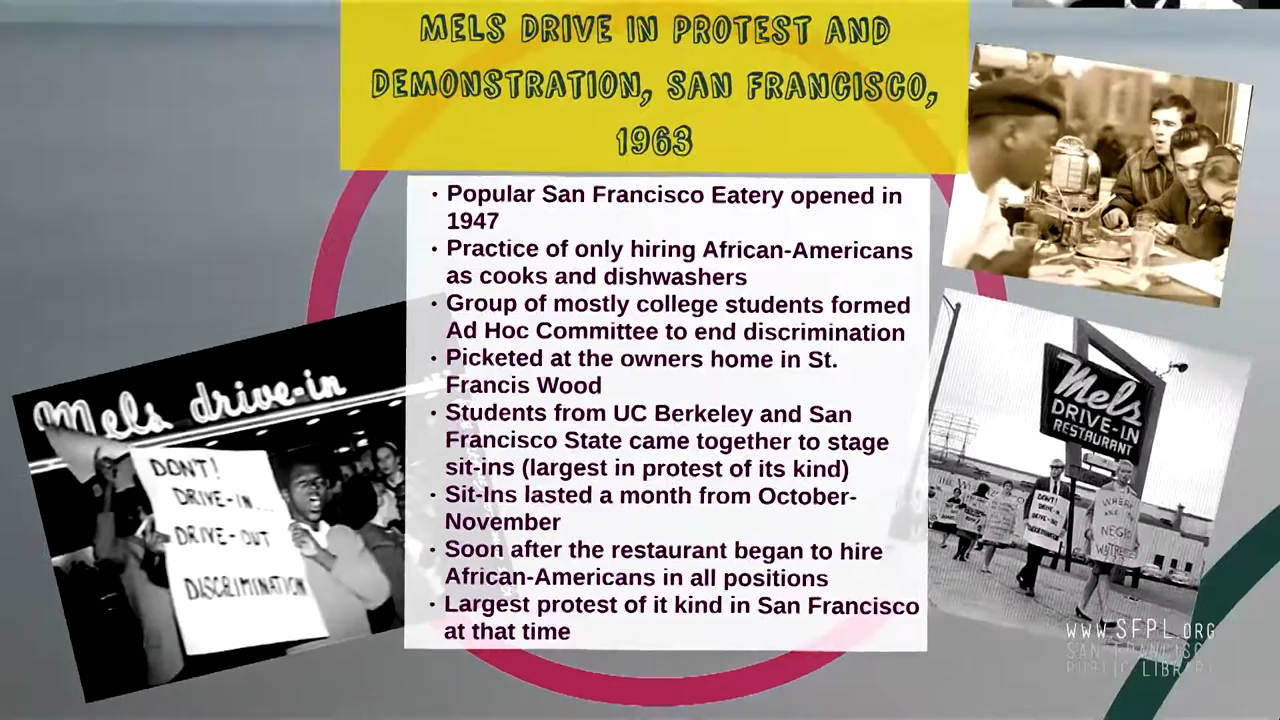 MELS DRIVE IN PROTEST AND
DEMONSTRATION, SAN FRANCISCO,
1963
• Popular San Francisco Eatery opened in
1947
• Practice of only hiring African-Americans
as cooks and dishwashers
• Group of mostly college students formed
Ad Hoc Committee to end discrimination
• Picketed at the owners home in St.
Francis Wood
• Students from UC Berkeley and San
Francisco State came together to stage
sit-ins (largest in protest of its kind)
• Sit-Ins lasted a month from October-
November
• Soon after the restaurant began to hire
African-Americans in all positions
• Largest protest of it kind in San Francisco
at that time
Mels drive-in
DON'T!
DRIVE-IN...
DRIVE-OUT
DISCRIMINATION
Mels
DRIVE-IN
RESTAURANT
DON'T!
DRIVE-IN
DRIVE-OUT
WHERE
ARE
NEGRO
WAITRESSES
WWW.SFPL.ORG
SAN FRANCISCO
PUBLIC LIBRARY